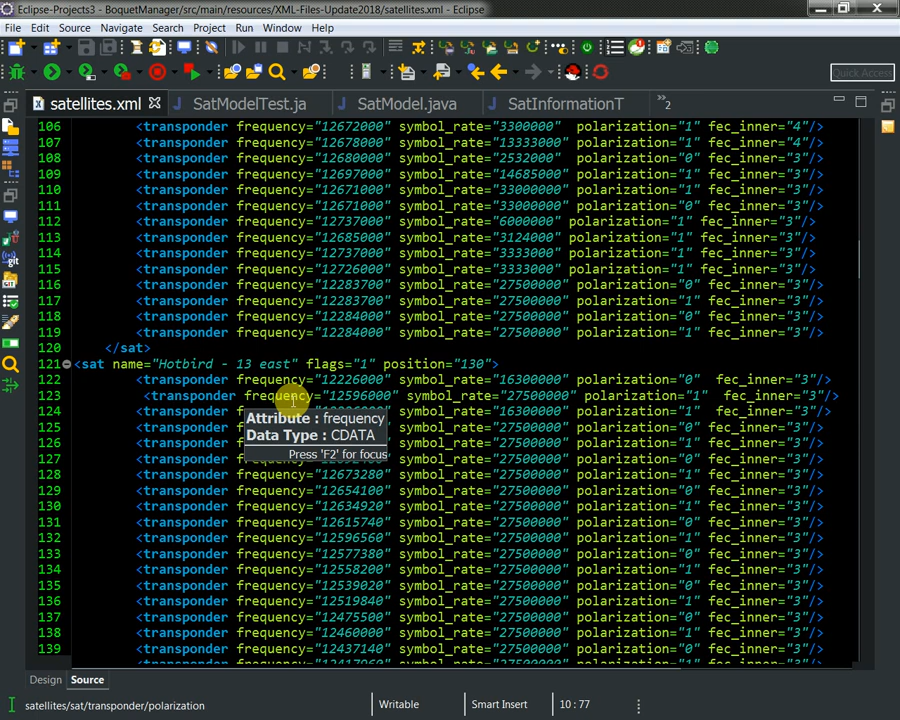 Eclipse-Projects3 - BoquetManager/src/main/resources/XML-Files-Update2018/satellites.xml - Eclipse
File Edit Source Navigate Search Project Run Window Help
Quick Access
satellites.xml SatModelTest.ja SatModel.java SatInformationT »2
106 <transponder frequency="12672000" symbol_rate="3300000" polarization="1" fec_inner="4"/>
107 <transponder frequency="12678000" symbol_rate="13333000" polarization="1" fec_inner="4"/>
108 <transponder frequency="12680000" symbol_rate="2532000" polarization="0" fec_inner="3"/>
109 <transponder frequency="12697000" symbol_rate="14685000" polarization="1" fec_inner="3"/>
110 <transponder frequency="12671000" symbol_rate="33000000" polarization="1" fec_inner="3"/>
111 <transponder frequency="12671000" symbol_rate="33000000" polarization="0" fec_inner="3"/>
112 <transponder frequency="12737000" symbol_rate="6000000" polarization="1" fec_inner="3"/>
113 <transponder frequency="12685000" symbol_rate="3124000" polarization="1" fec_inner="3"/>
114 <transponder frequency="12737000" symbol_rate="3333000" polarization="1" fec_inner="3"/>
115 <transponder frequency="12726000" symbol_rate="3333000" polarization="1" fec_inner="3"/>
116 <transponder frequency="12283700" symbol_rate="27500000" polarization="0" fec_inner="3"/>
117 <transponder frequency="12283700" symbol_rate="27500000" polarization="1" fec_inner="3"/>
118 <transponder frequency="12284000" symbol_rate="27500000" polarization="0" fec_inner="3"/>
119 <transponder frequency="12284000" symbol_rate="27500000" polarization="1" fec_inner="3"/>
120 </sat>
121 <sat name="Hotbird - 13 east" flags="1" position="130">
122 <transponder frequency="12226000" symbol_rate="16300000" polarization="0" fec_inner="3"/>
123 <transponder frequency="12596000" symbol_rate="27500000" polarization="1" fec_inner="3"/>
124 <transponder symbol_rate="16300000" polarization="1" fec_inner="3"/>
125 <transponder symbol_rate="27500000" polarization="0" fec_inner="3"/>
126 <transponder symbol_rate="27500000" polarization="1" fec_inner="3"/>
Attribute : frequency
Data Type : CDATA
Press 'F2' for focus
127 <transponder symbol_rate="27500000" polarization="0" fec_inner="3"/>
128 <transponder frequency="12673280" symbol_rate="27500000" polarization="1" fec_inner="3"/>
129 <transponder frequency="12654100" symbol_rate="27500000" polarization="0" fec_inner="3"/>
130 <transponder frequency="12634920" symbol_rate="27500000" polarization="1" fec_inner="3"/>
131 <transponder frequency="12615740" symbol_rate="27500000" polarization="0" fec_inner="3"/>
132 <transponder frequency="12596560" symbol_rate="27500000" polarization="1" fec_inner="3"/>
133 <transponder frequency="12577380" symbol_rate="27500000" polarization="0" fec_inner="3"/>
134 <transponder frequency="12558200" symbol_rate="27500000" polarization="1" fec_inner="3"/>
135 <transponder frequency="12539020" symbol_rate="27500000" polarization="0" fec_inner="3"/>
136 <transponder frequency="12519840" symbol_rate="27500000" polarization="1" fec_inner="3"/>
137 <transponder frequency="12475500" symbol_rate="27500000" polarization="0" fec_inner="3"/>
138 <transponder frequency="12460000" symbol_rate="27500000" polarization="1" fec_inner="3"/>
139 <transponder frequency="12437140" symbol_rate="27500000" polarization="0" fec_inner="3"/>
Design Source
satellites/sat/transponder/polarization Writable Smart Insert 10 : 77